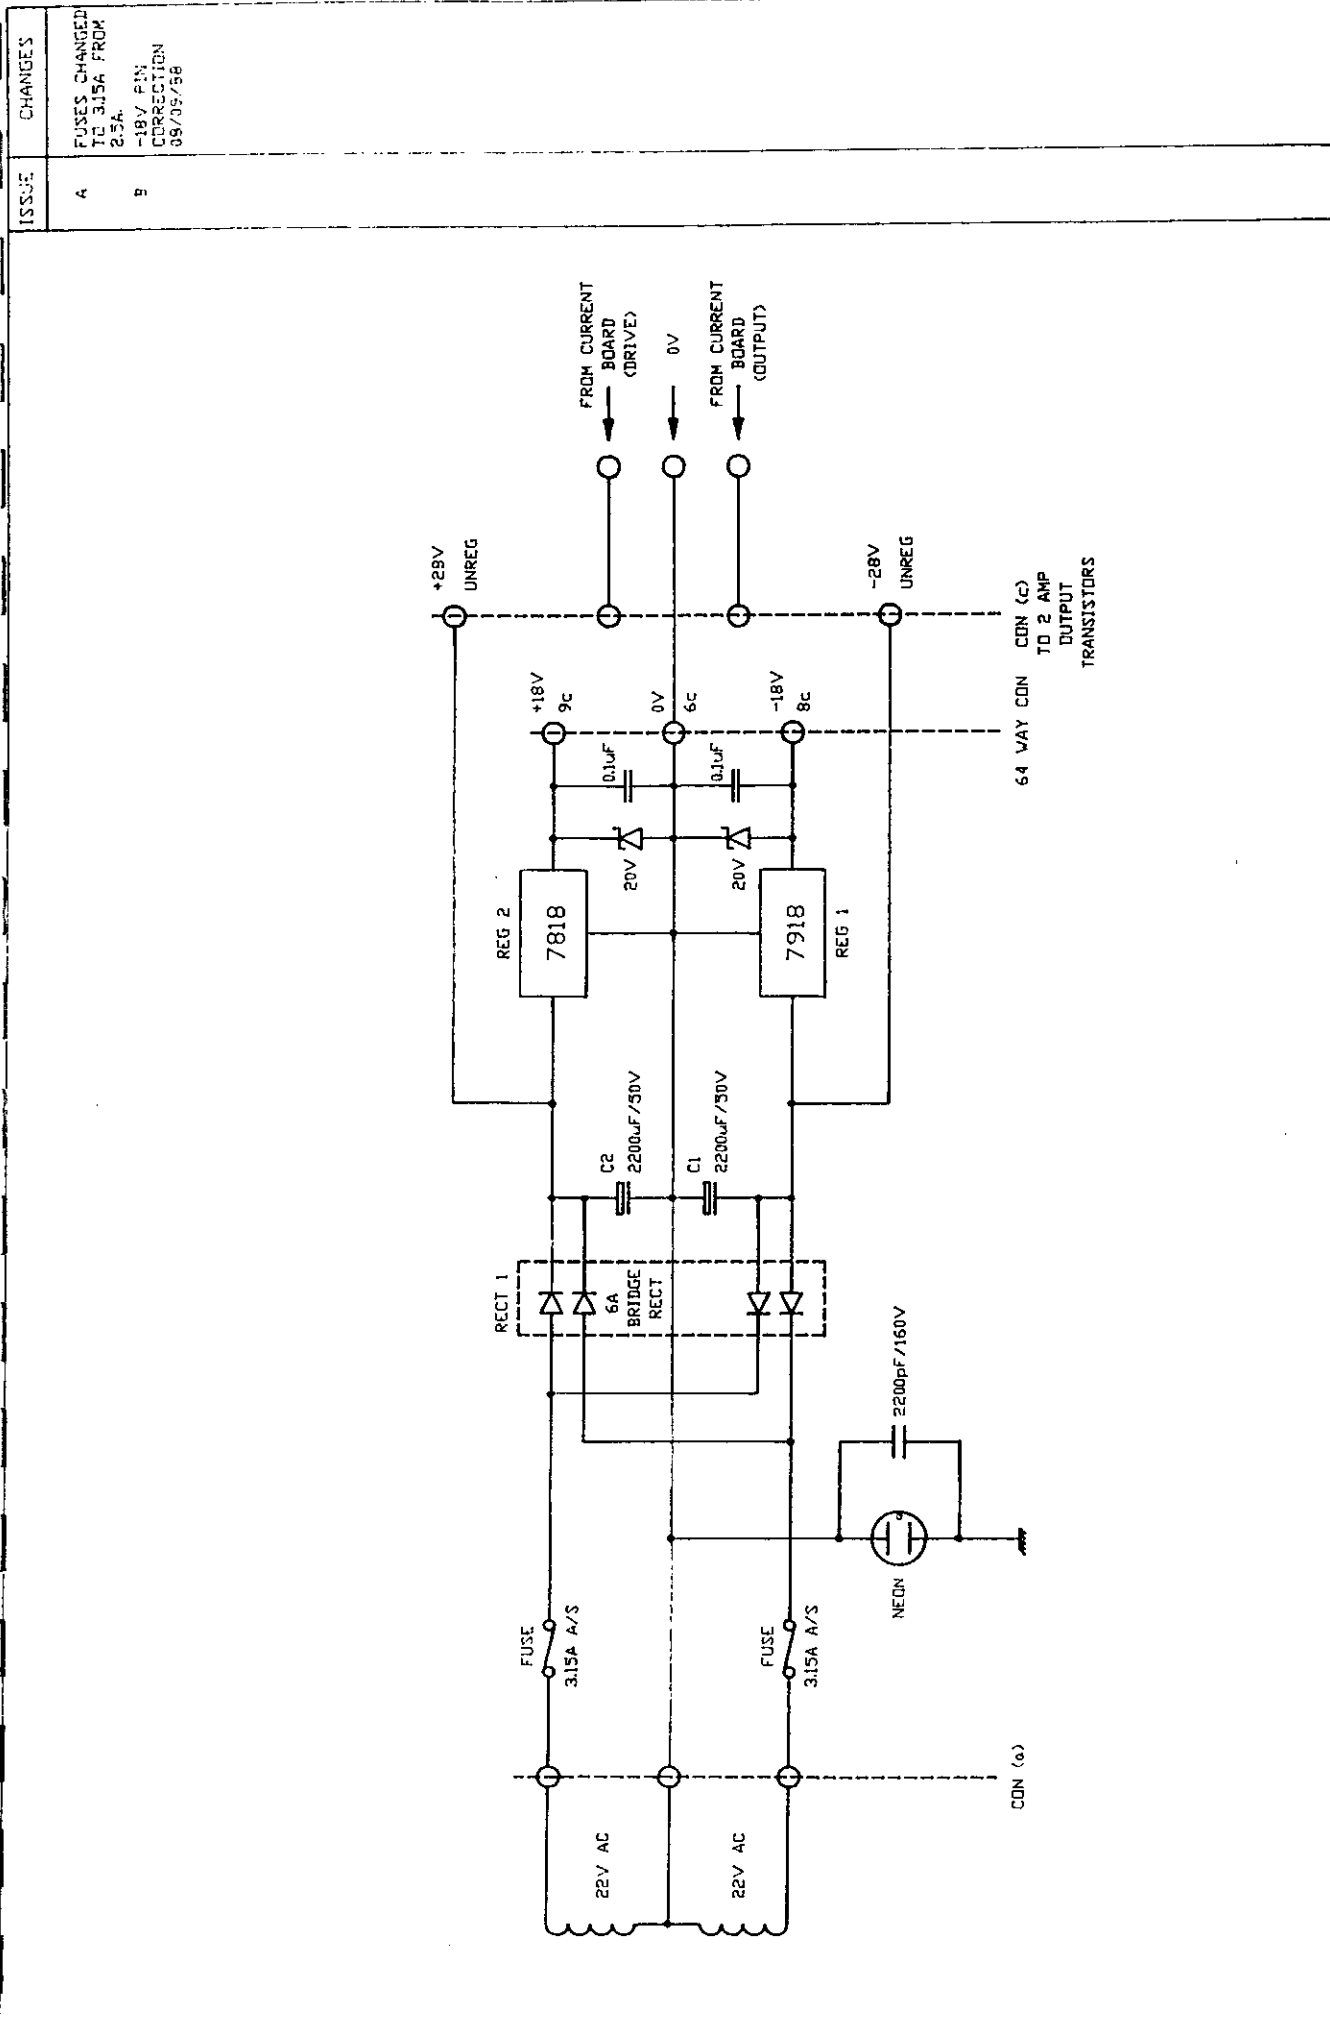 ISSUE
CHANGES
A
FUSES CHANGED
TO 3.15A FROM
2.5A.
B
-18V PIN
CORRECTION
FROM CURRENT
BOARD
(DRIVE)
0V
FROM CURRENT
BOARD
(OUTPUT)
UNREG
-28V
UNREG
+18V
9c
0V
6c
-18V
8c
64 WAY CON
CON (c)
TO 2 AMP
OUTPUT
TRANSISTORS
0.1uF
0.1uF
20V
20V
REG 2
7818
7918
REG 1
C2
2200uF/50V
C1
2200uF/50V
RECT 1
6A
BRIDGE
RECT
2200pF/160V
NEON
FUSE
3.15A A/S
FUSE
3.15A A/S
CON (a)
22V AC
22V AC